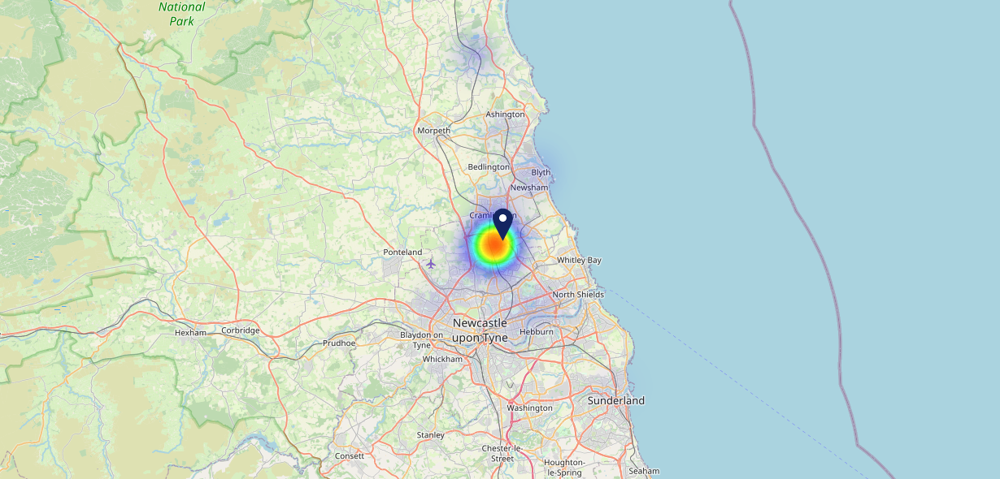 National
Park
Ashington
Morpeth
Bedlington
Blyth
Newsham
Ponteland
Whitley Bay
North Shields
Newcastle
upon Tyne
Hebburn
Hexham
Corbridge
Prudhoe
Blaydon on
Tyne
Whickham
Sunderland
Washington
Stanley
Chester-le-
Street
Consett
Houghton-
le-Spring
Seaham